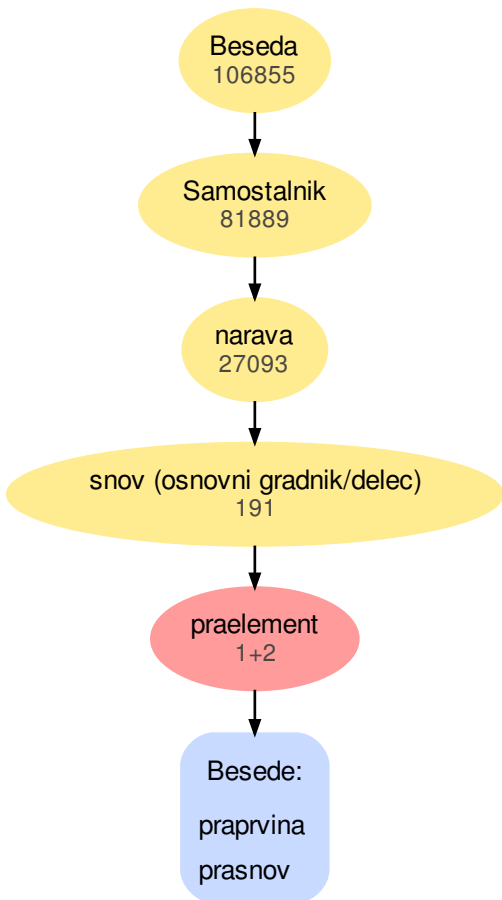 Beseda
106855
Samostalnik
81889
narava
27093
snov (osnovni gradnik/delec)
191
praelement
1+2
Besede:
praprvina
prasnov